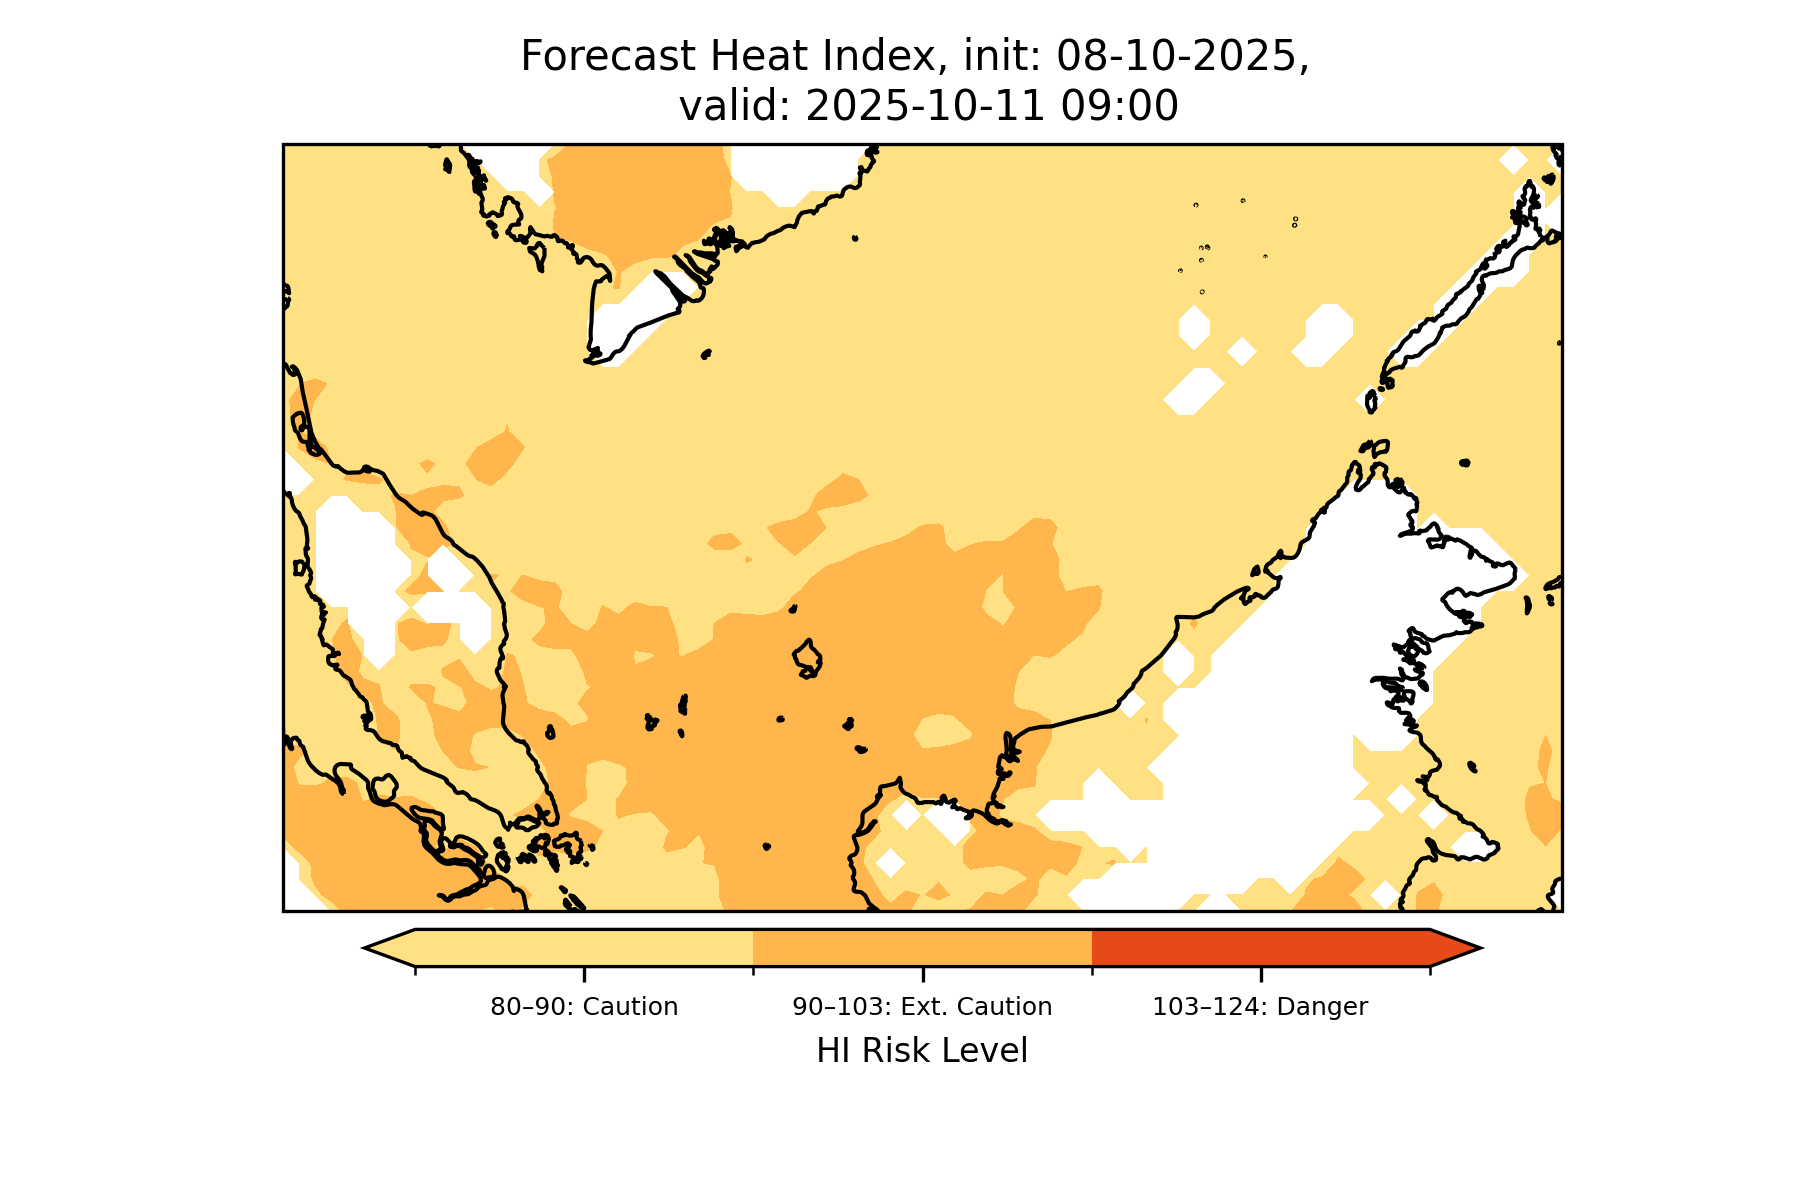 Forecast Heat Index, init: 08-10-2025,
valid: 2025-10-11 09:00
80–90: Caution
90–103: Ext. Caution
103–124: Danger
HI Risk Level